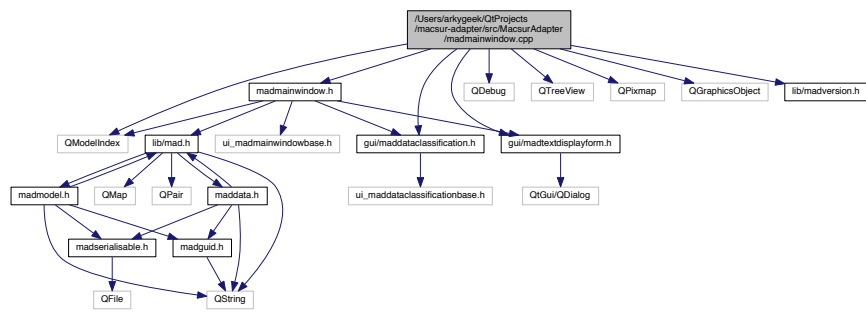 /Users/arkygeek/QtProjects
/macsur-adapter/src/MacsurAdapter
/madmainwindow.cpp
madmainwindow.h
QDebug
QTreeView
QPixmap
QGraphicsObject
lib/madversion.h
QModelIndex
lib/mad.h
ui_madmainwindowbase.h
gui/maddataclassification.h
gui/madtextdisplayform.h
madmodel.h
QMap
QPair
maddata.h
ui_maddataclassificationbase.h
QtGui/QDialog
madserialisable.h
madguid.h
QFile
QString